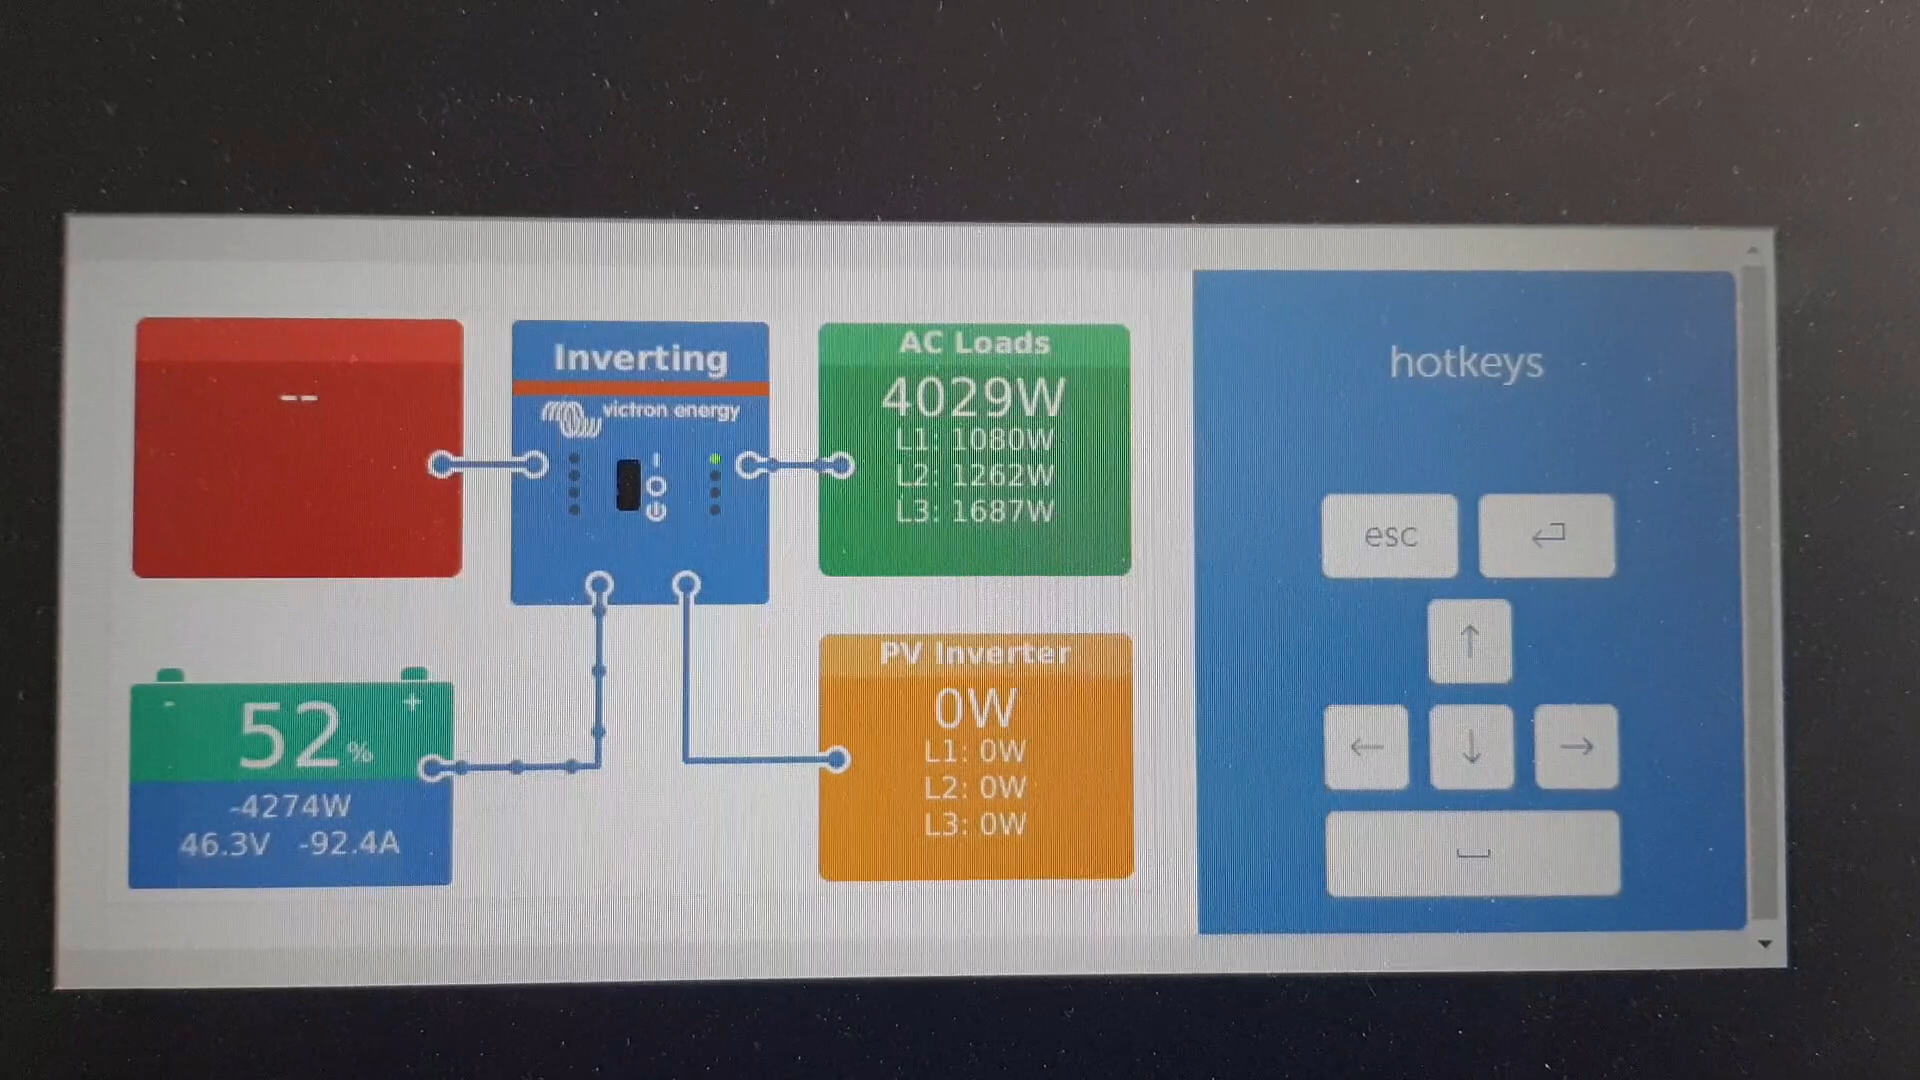 --
Inverting
victron energy
AC Loads
4029W
L1: 1080W
L2: 1262W
L3: 1687W
- +
52%
-4274W
46.3V -92.4A
PV Inverter
0W
L1: 0W
L2: 0W
L3: 0W
hotkeys
esc